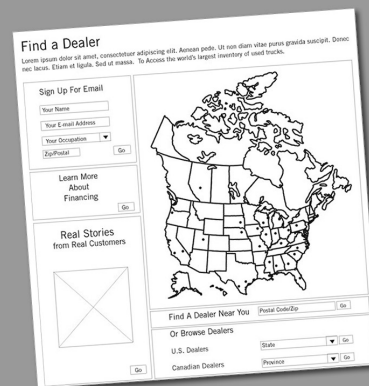 Find a Dealer
Lorem ipsum dolor sit amet, consectetuer adipiscing elit. Aenean pede. Ut non diam vitae purus gravida suscipit. Donec
nec lacus. Etiam et ligula. Sed ut massa. To Access the world's largest inventory of used trucks.
Sign Up For Email
Your Name
Your E-mail Address
Your Occupation
Zip/Postal
Go
Learn More
About
Financing
Go
Real Stories
from Real Customers
Go
Find A Dealer Near You
Postal Code/Zip
Go
Or Browse Dealers
U.S. Dealers
State
Go
Canadian Dealers
Province
Go